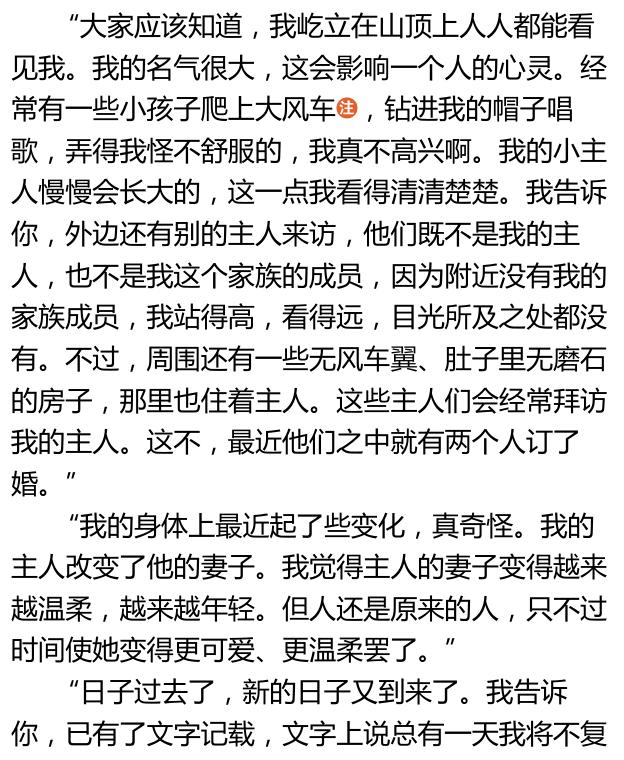 “大家应该知道，我屹立在山顶上人人都能看
见我。我的名气很大，这会影响一个人的心灵。经
常有一些小孩子爬上大风车注，钻进我的帽子唱
歌，弄得我怪不舒服的，我真不高兴啊。我的小主
人慢慢会长大的，这一点我看得清清楚楚。我告诉
你，外边还有别的主人来访，他们既不是我的主
人，也不是我这个家族的成员，因为附近没有我的
家族成员，我站得高，看得远，目光所及之处都没
有。不过，周围还有一些无风车翼、肚子里无磨石
的房子，那里也住着主人。这些主人们会经常拜访
我的主人。这不，最近他们之中就有两个人订了
婚。”
“我的身体上最近起了些变化，真奇怪。我的
主人改变了他的妻子。我觉得主人的妻子变得越来
越温柔，越来越年轻。但人还是原来的人，只不过
时间使她变得更可爱、更温柔罢了。”
“日子过去了，新的日子又到来了。我告诉
你，已有了文字记载，文字上说总有一天我将不复